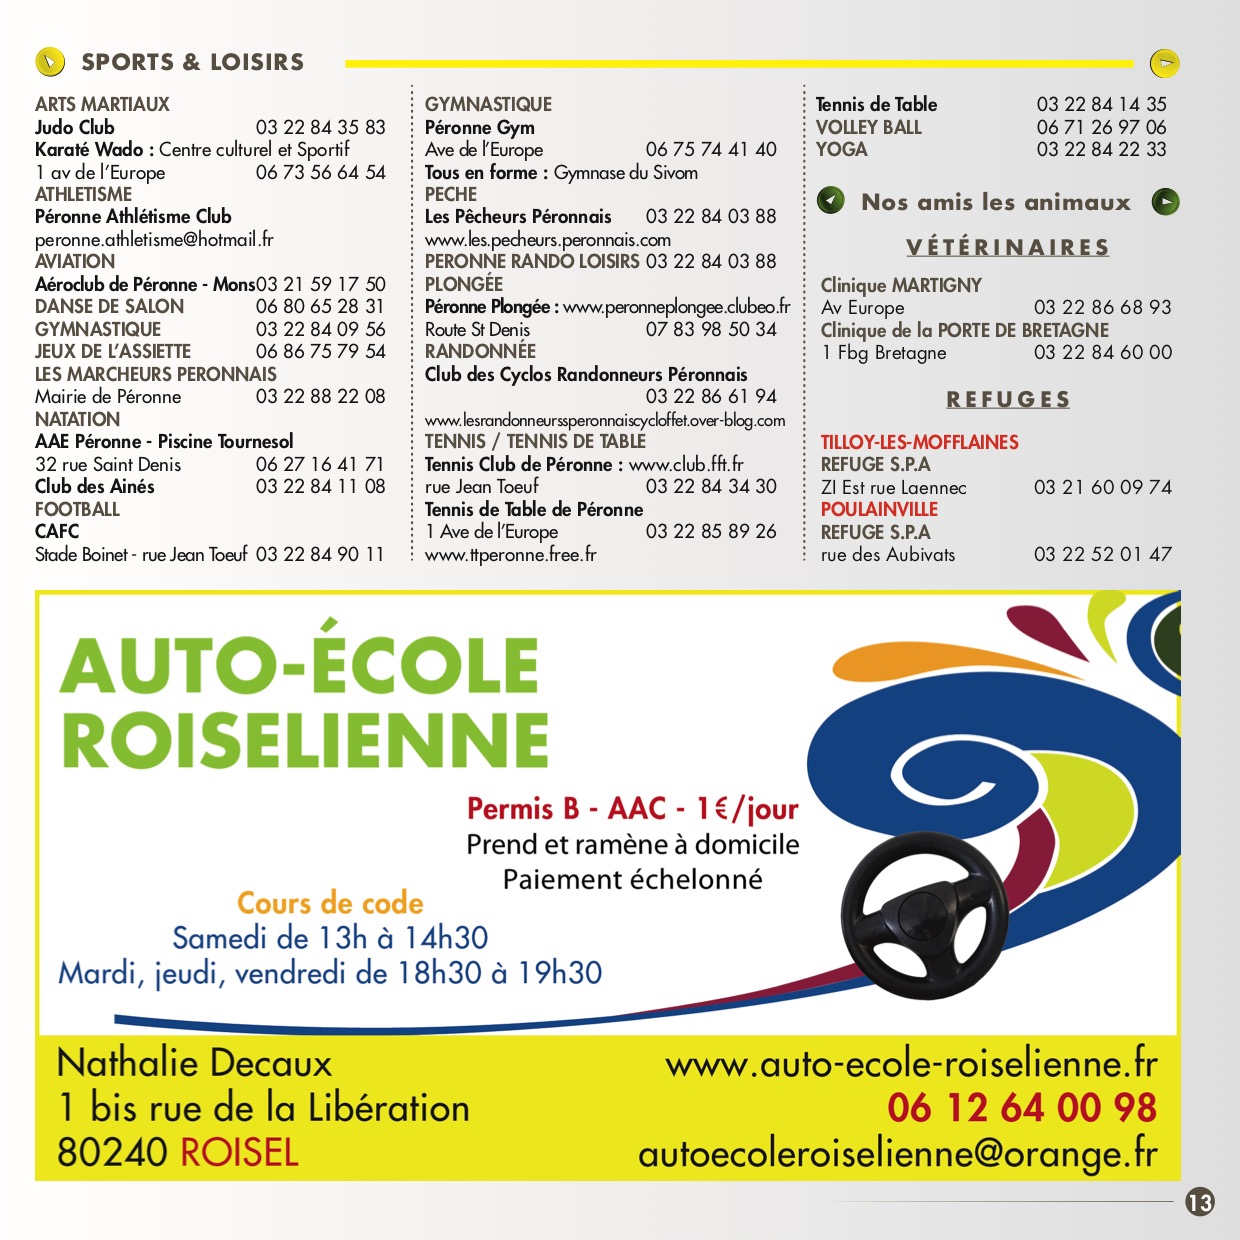 SPORTS & LOISIRS
ARTS MARTIAUX
Judo Club 03 22 84 35 83
Karaté Wado : Centre culturel et Sportif
1 av de l'Europe 06 73 56 64 54
ATHLETISME
Péronne Athlétisme Club
peronne.athletisme@hotmail.fr
AVIATION
Aéroclub de Péronne - Mons 03 21 59 17 50
DANSE DE SALON 06 80 65 28 31
GYMNASTIQUE 03 22 84 09 56
JEUX DE L'ASSIETTE 06 86 75 79 54
LES MARCHEURS PERONNAIS
Mairie de Péronne 03 22 88 22 08
NATATION
AAE Péronne - Piscine Tournesol
32 rue Saint Denis 06 27 16 41 71
Club des Ainés 03 22 84 11 08
FOOTBALL
CAFC
Stade Boinet - rue Jean Toeuf 03 22 84 90 11
GYMNASTIQUE
Péronne Gym
Ave de l'Europe 06 75 74 41 40
Tous en forme : Gymnase du Sivom
PECHE
Les Pêcheurs Péronnais 03 22 84 03 88
www.les.pecheurs.peronnais.com
PERONNE RANDO LOISIRS 03 22 84 03 88
PLONGÉE
Péronne Plongée : www.peronneplongee.clubeo.fr
Route St Denis 07 83 98 50 34
RANDONNÉE
Club des Cyclos Randonneurs Péronnais
03 22 86 61 94
www.lesrandonneurssperonnaiscycloffet.over-blog.com
TENNIS / TENNIS DE TABLE
Tennis Club de Péronne : www.club.fft.fr
rue Jean Toeuf 03 22 84 34 30
Tennis de Table de Péronne
1 Ave de l'Europe 03 22 85 89 26
www.ttperonne.free.fr
Tennis de Table 03 22 84 14 35
VOLLEY BALL 06 71 26 97 06
YOGA 03 22 84 22 33
Nos amis les animaux
VÉTÉRINAIRES
Clinique MARTIGNY
Av Europe 03 22 86 68 93
Clinique de la PORTE DE BRETAGNE
1 Fbg Bretagne 03 22 84 60 00
REFUGES
TILLOY-LES-MOFFLAINES
REFUGE S.P.A
ZI Est rue Laennec 03 21 60 09 74
POULAINVILLE
REFUGE S.P.A
rue des Aubivats 03 22 52 01 47
AUTO-ÉCOLE
ROISELIENNE
Permis B - AAC - 1€/jour
Prend et ramène à domicile
Paiement échelonné
Cours de code
Samedi de 13h à 14h30
Mardi, jeudi, vendredi de 18h30 à 19h30
Nathalie Decaux
1 bis rue de la Libération
80240 ROISEL
www.auto-ecole-roiselienne.fr
06 12 64 00 98
autoecoleroiselienne@orange.fr
13